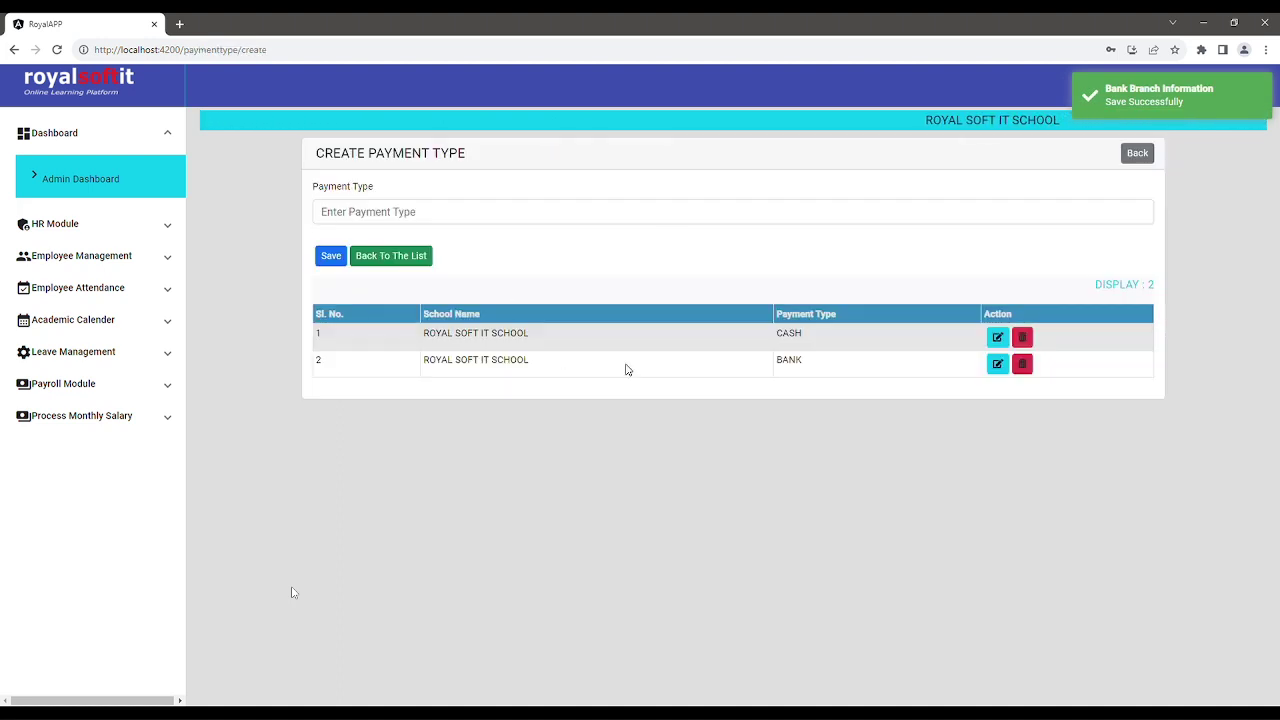 RoyalAPP
http://localhost:4200/paymenttype/create
royalsoftit
Online Learning Platform
Bank Branch Information
Save Successfully
ROYAL SOFT IT SCHOOL
Dashboard
Admin Dashboard
HR Module
Employee Management
Employee Attendance
Academic Calender
Leave Management
Payroll Module
Process Monthly Salary
CREATE PAYMENT TYPE
Back
Payment Type
Enter Payment Type
Save
Back To The List
DISPLAY : 2
Sl. No. School Name Payment Type Action
1 ROYAL SOFT IT SCHOOL CASH
2 ROYAL SOFT IT SCHOOL BANK